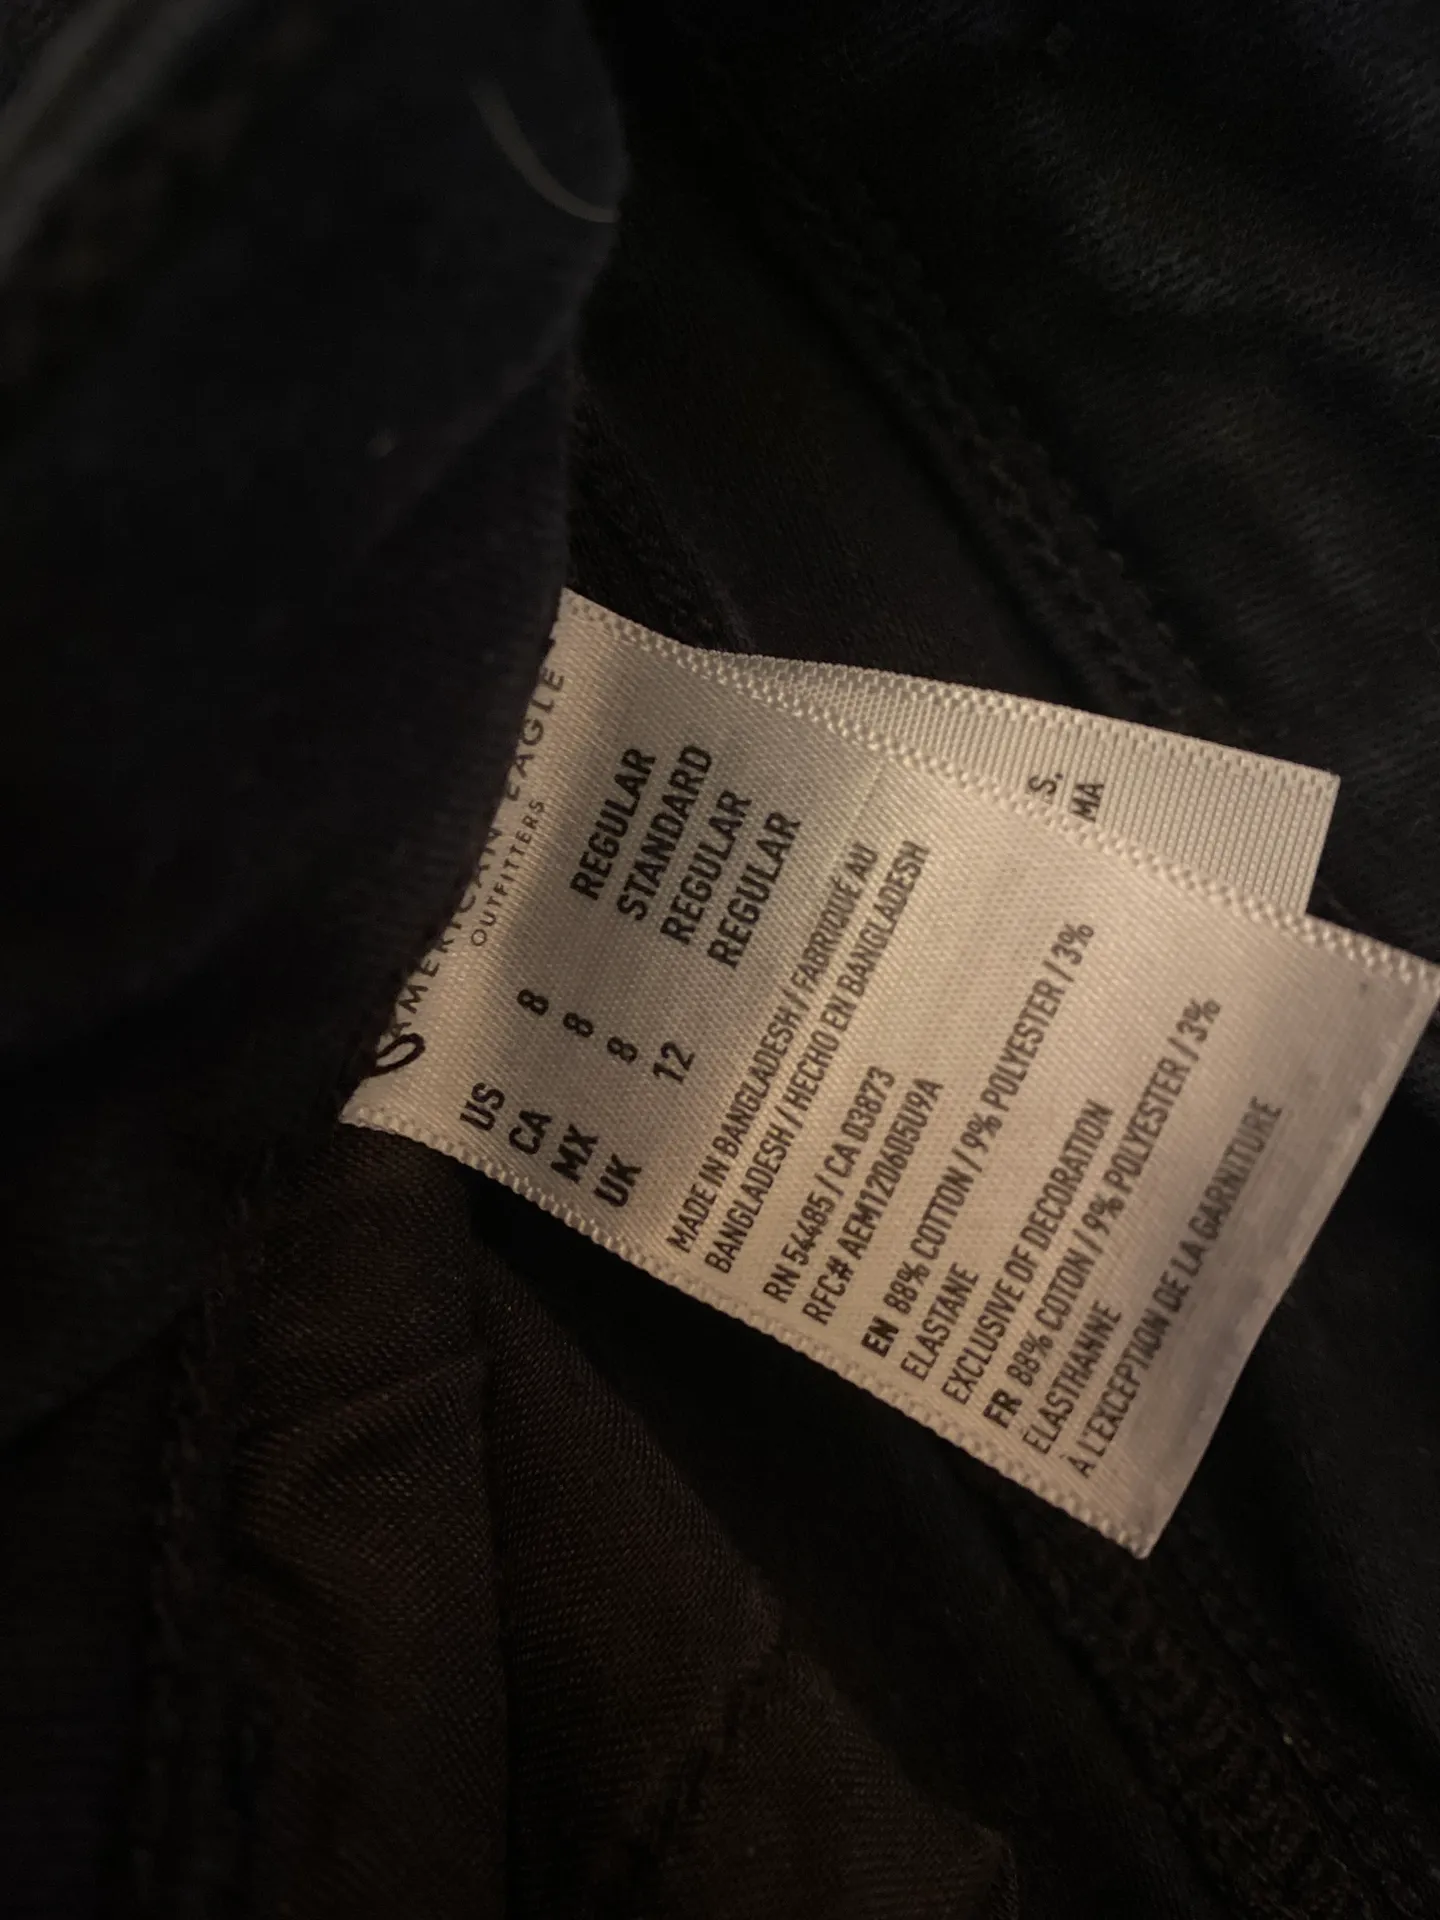 AMERICAN EAGLE
OUTFITTERS
US 8 REGULAR
CA 8 STANDARD
MX 8 REGULAR
UK 12 REGULAR
MADE IN BANGLADESH / FABRIQUÉ AU
BANGLADESH / HECHO EN BANGLADESH
RN 54485 / CA 03873
RFC# AEM120605U9A
EN 88% COTTON / 9% POLYESTER / 3%
ELASTANE
EXCLUSIVE OF DECORATION
FR 88% COTON / 9% POLYESTER / 3%
ÉLASTHANNE
À L'EXCEPTION DE LA GARNITURE
S.
MA